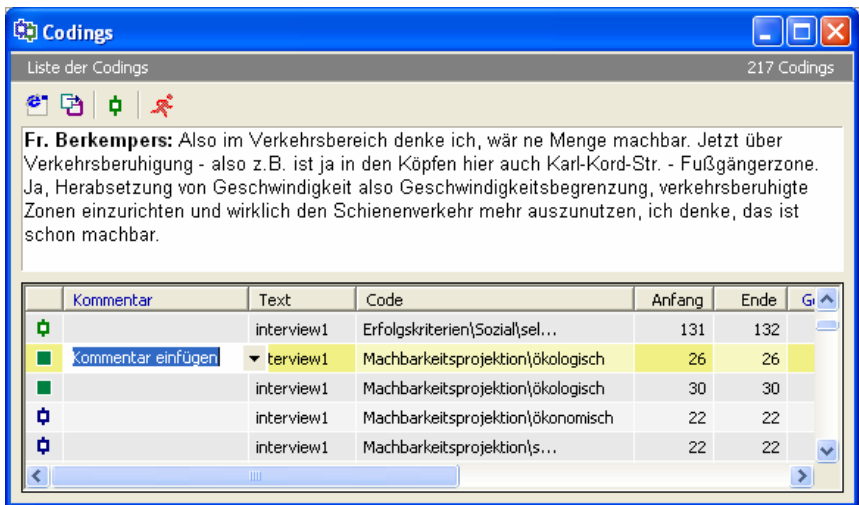 Codings
Liste der Codings 217 Codings
Fr. Berkempers: Also im Verkehrsbereich denke ich, wär ne Menge machbar. Jetzt über
Verkehrsberuhigung - also z.B. ist ja in den Köpfen hier auch Karl-Kord-Str. - Fußgängerzone.
Ja, Herabsetzung von Geschwindigkeit also Geschwindigkeitsbegrenzung, verkehrsberuhigte
Zonen einzurichten und wirklich den Schienenverkehr mehr auszunutzen, ich denke, das ist
schon machbar.
Kommentar Text Code Anfang Ende
interview1 Erfolgskriterien\Sozial\sel... 131 132
Kommentar einfügen terview1 Machbarkeitsprojektion\ökologisch 26 26
interview1 Machbarkeitsprojektion\ökologisch 30 30
interview1 Machbarkeitsprojektion\ökonomisch 22 22
interview1 Machbarkeitsprojektion\s... 22 22